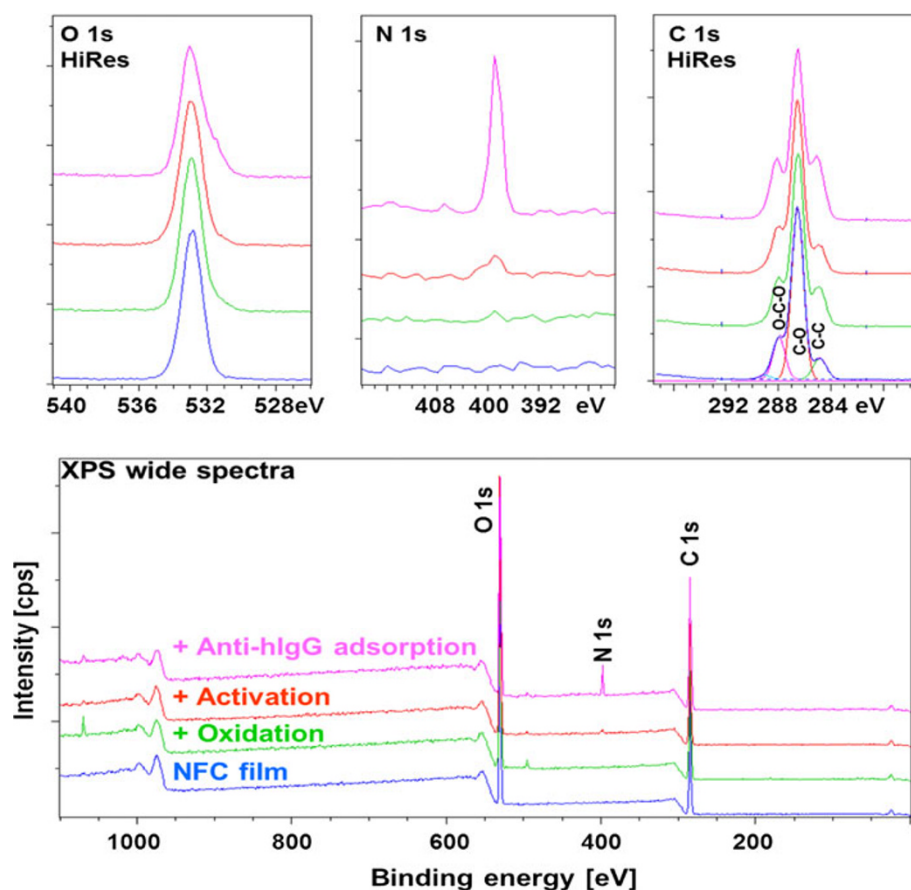 O 1s
HiRes
N 1s
C 1s
HiRes
O-C-O
C-O
C-C
540 536 532 528eV
408 400 392 eV
292 288 284 eV
XPS wide spectra
O 1s
N 1s
C 1s
+ Anti-hIgG adsorption
+ Activation
+ Oxidation
NFC film
Intensity [cps]
1000 800 600 400 200
Binding energy [eV]